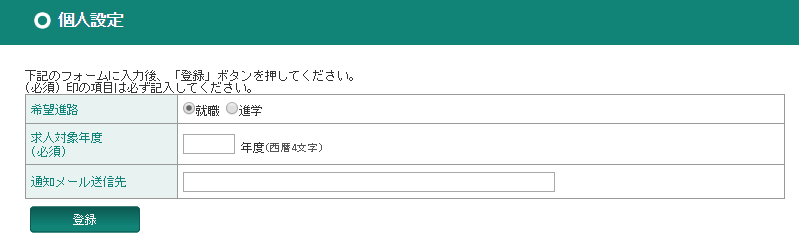 個人設定
下記のフォームに入力後、「登録」ボタンを押してください。
(必須) 印の項目は必ず記入してください。
希望進路
就職 進学
求人対象年度
(必須)
年度(西暦4文字)
通知メール送信先
登録